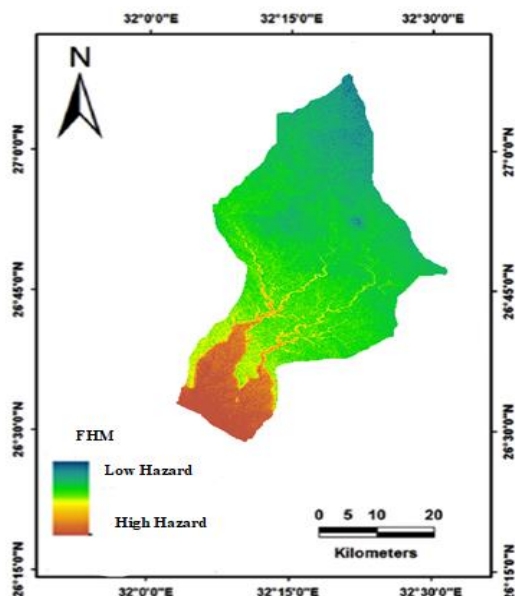 32°0'0"E 32°15'0"E 32°30'0"E
N
27°0'0"N 27°0'0"N
26°45'0"N 26°45'0"N
26°30'0"N 26°30'0"N
FHM
Low Hazard
High Hazard
0 5 10 20
Kilometers
26°15'0"N 26°15'0"N
32°0'0"E 32°15'0"E 32°30'0"E